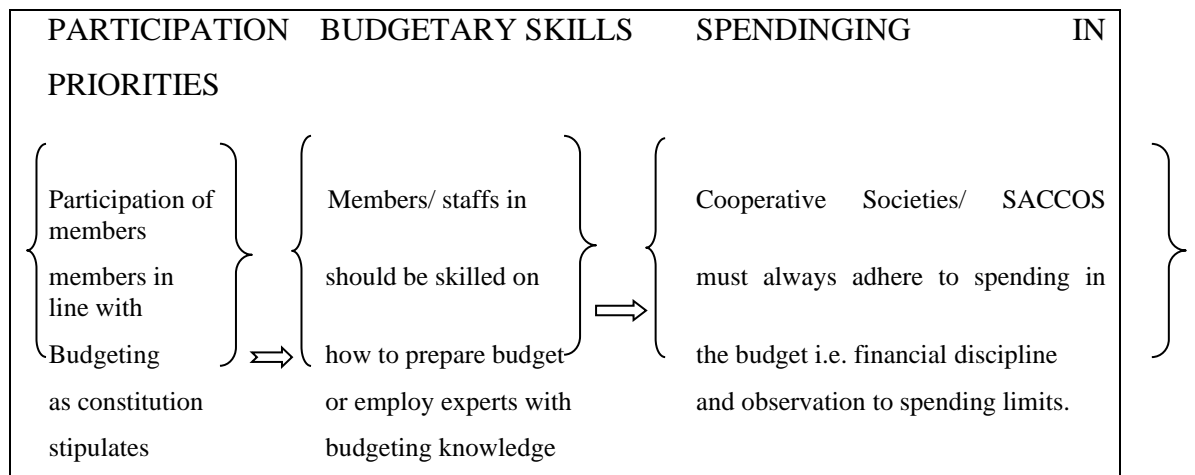 PARTICIPATION BUDGETARY SKILLS SPENDINGING IN
PRIORITIES
Participation of
members
members in
line with
Budgeting
as constitution
stipulates
Members/ staffs in
should be skilled on
how to prepare budget
or employ experts with
budgeting knowledge
Cooperative Societies/ SACCOS
must always adhere to spending in
the budget i.e. financial discipline
and observation to spending limits.